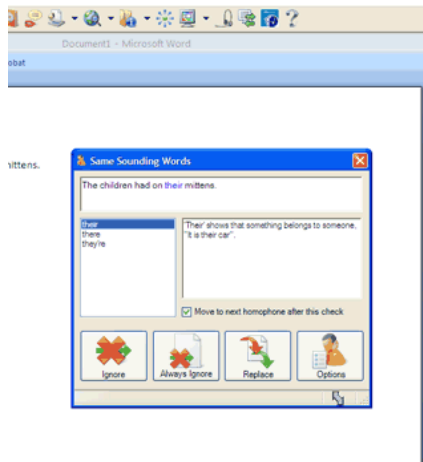 Document1 - Microsoft Word
obat
nittens.
Same Sounding Words
The children had on their mittens.
their
there
they're
'Their' shows that something belongs to someone,
"It is their car".
Move to next homophone after this check
Ignore
Always Ignore
Replace
Options